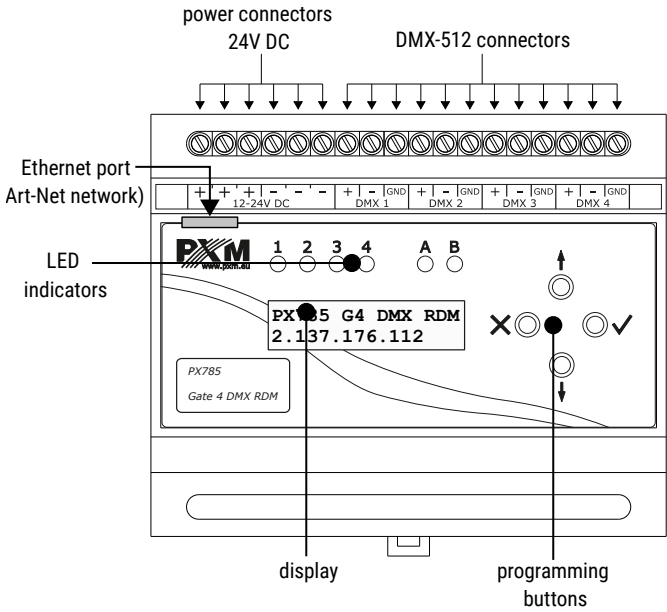 power connectors
24V DC
DMX-512 connectors
Ethernet port
Art-Net network)
+ + + - - - + - GND + - GND + - GND + - GND
12-24V DC DMX 1 DMX 2 DMX 3 DMX 4
PXM
www.pxm.eu
1 2 3 4 A B
LED
indicators
PX785 G4 DMX RDM
2.137.176.112
PX785
Gate 4 DMX RDM
display
programming
buttons